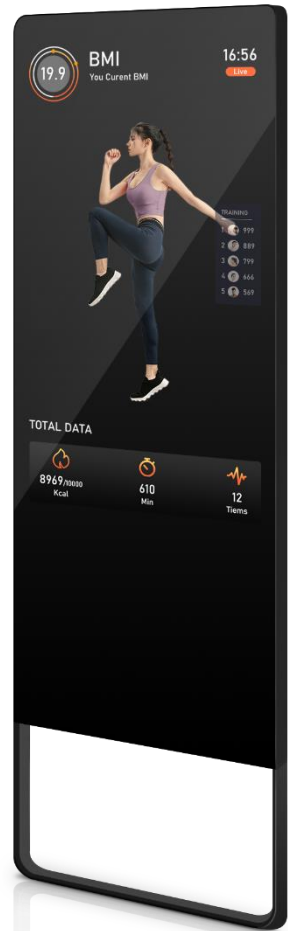 19.9
BMI
You Curent BMI
16:56
Live
TRAINING
1 999
2 889
3 799
4 666
5 569
TOTAL DATA
8969/10000
Kcal
610
Min
12
Tiems